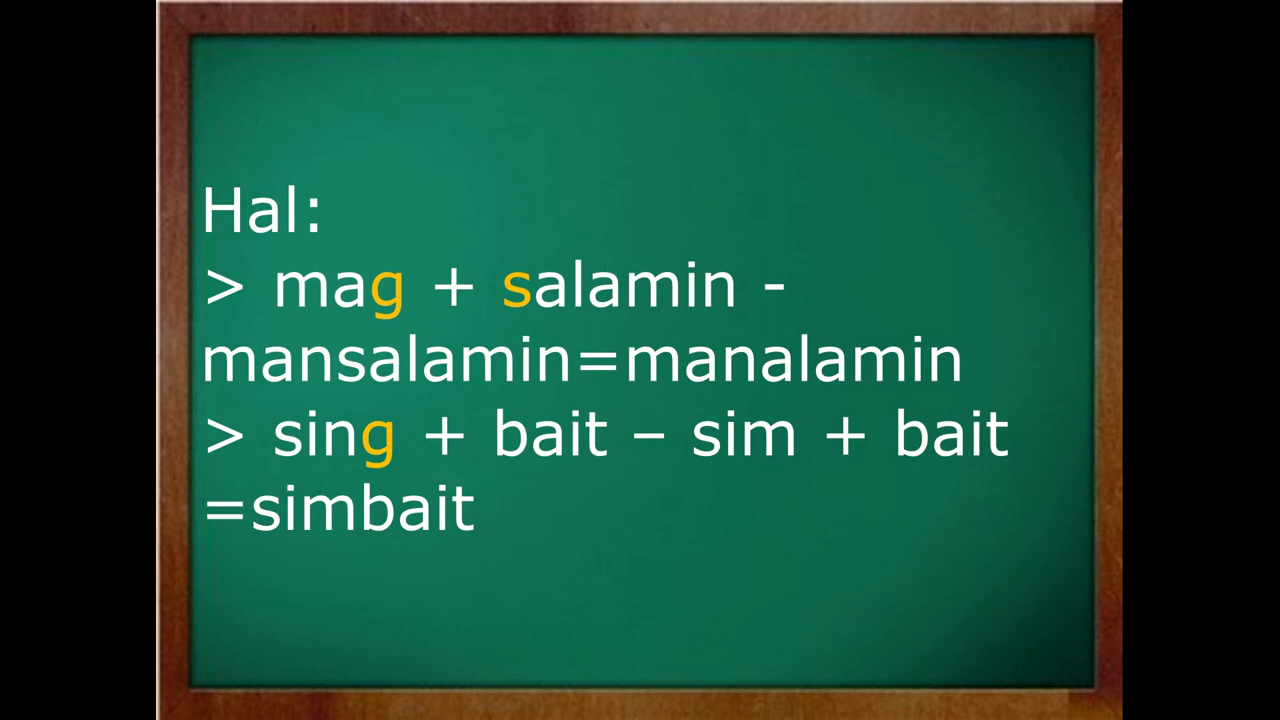 Hal:
> mag + salamin -
mansalamin=manalamin
> sing + bait – sim + bait
=simbait